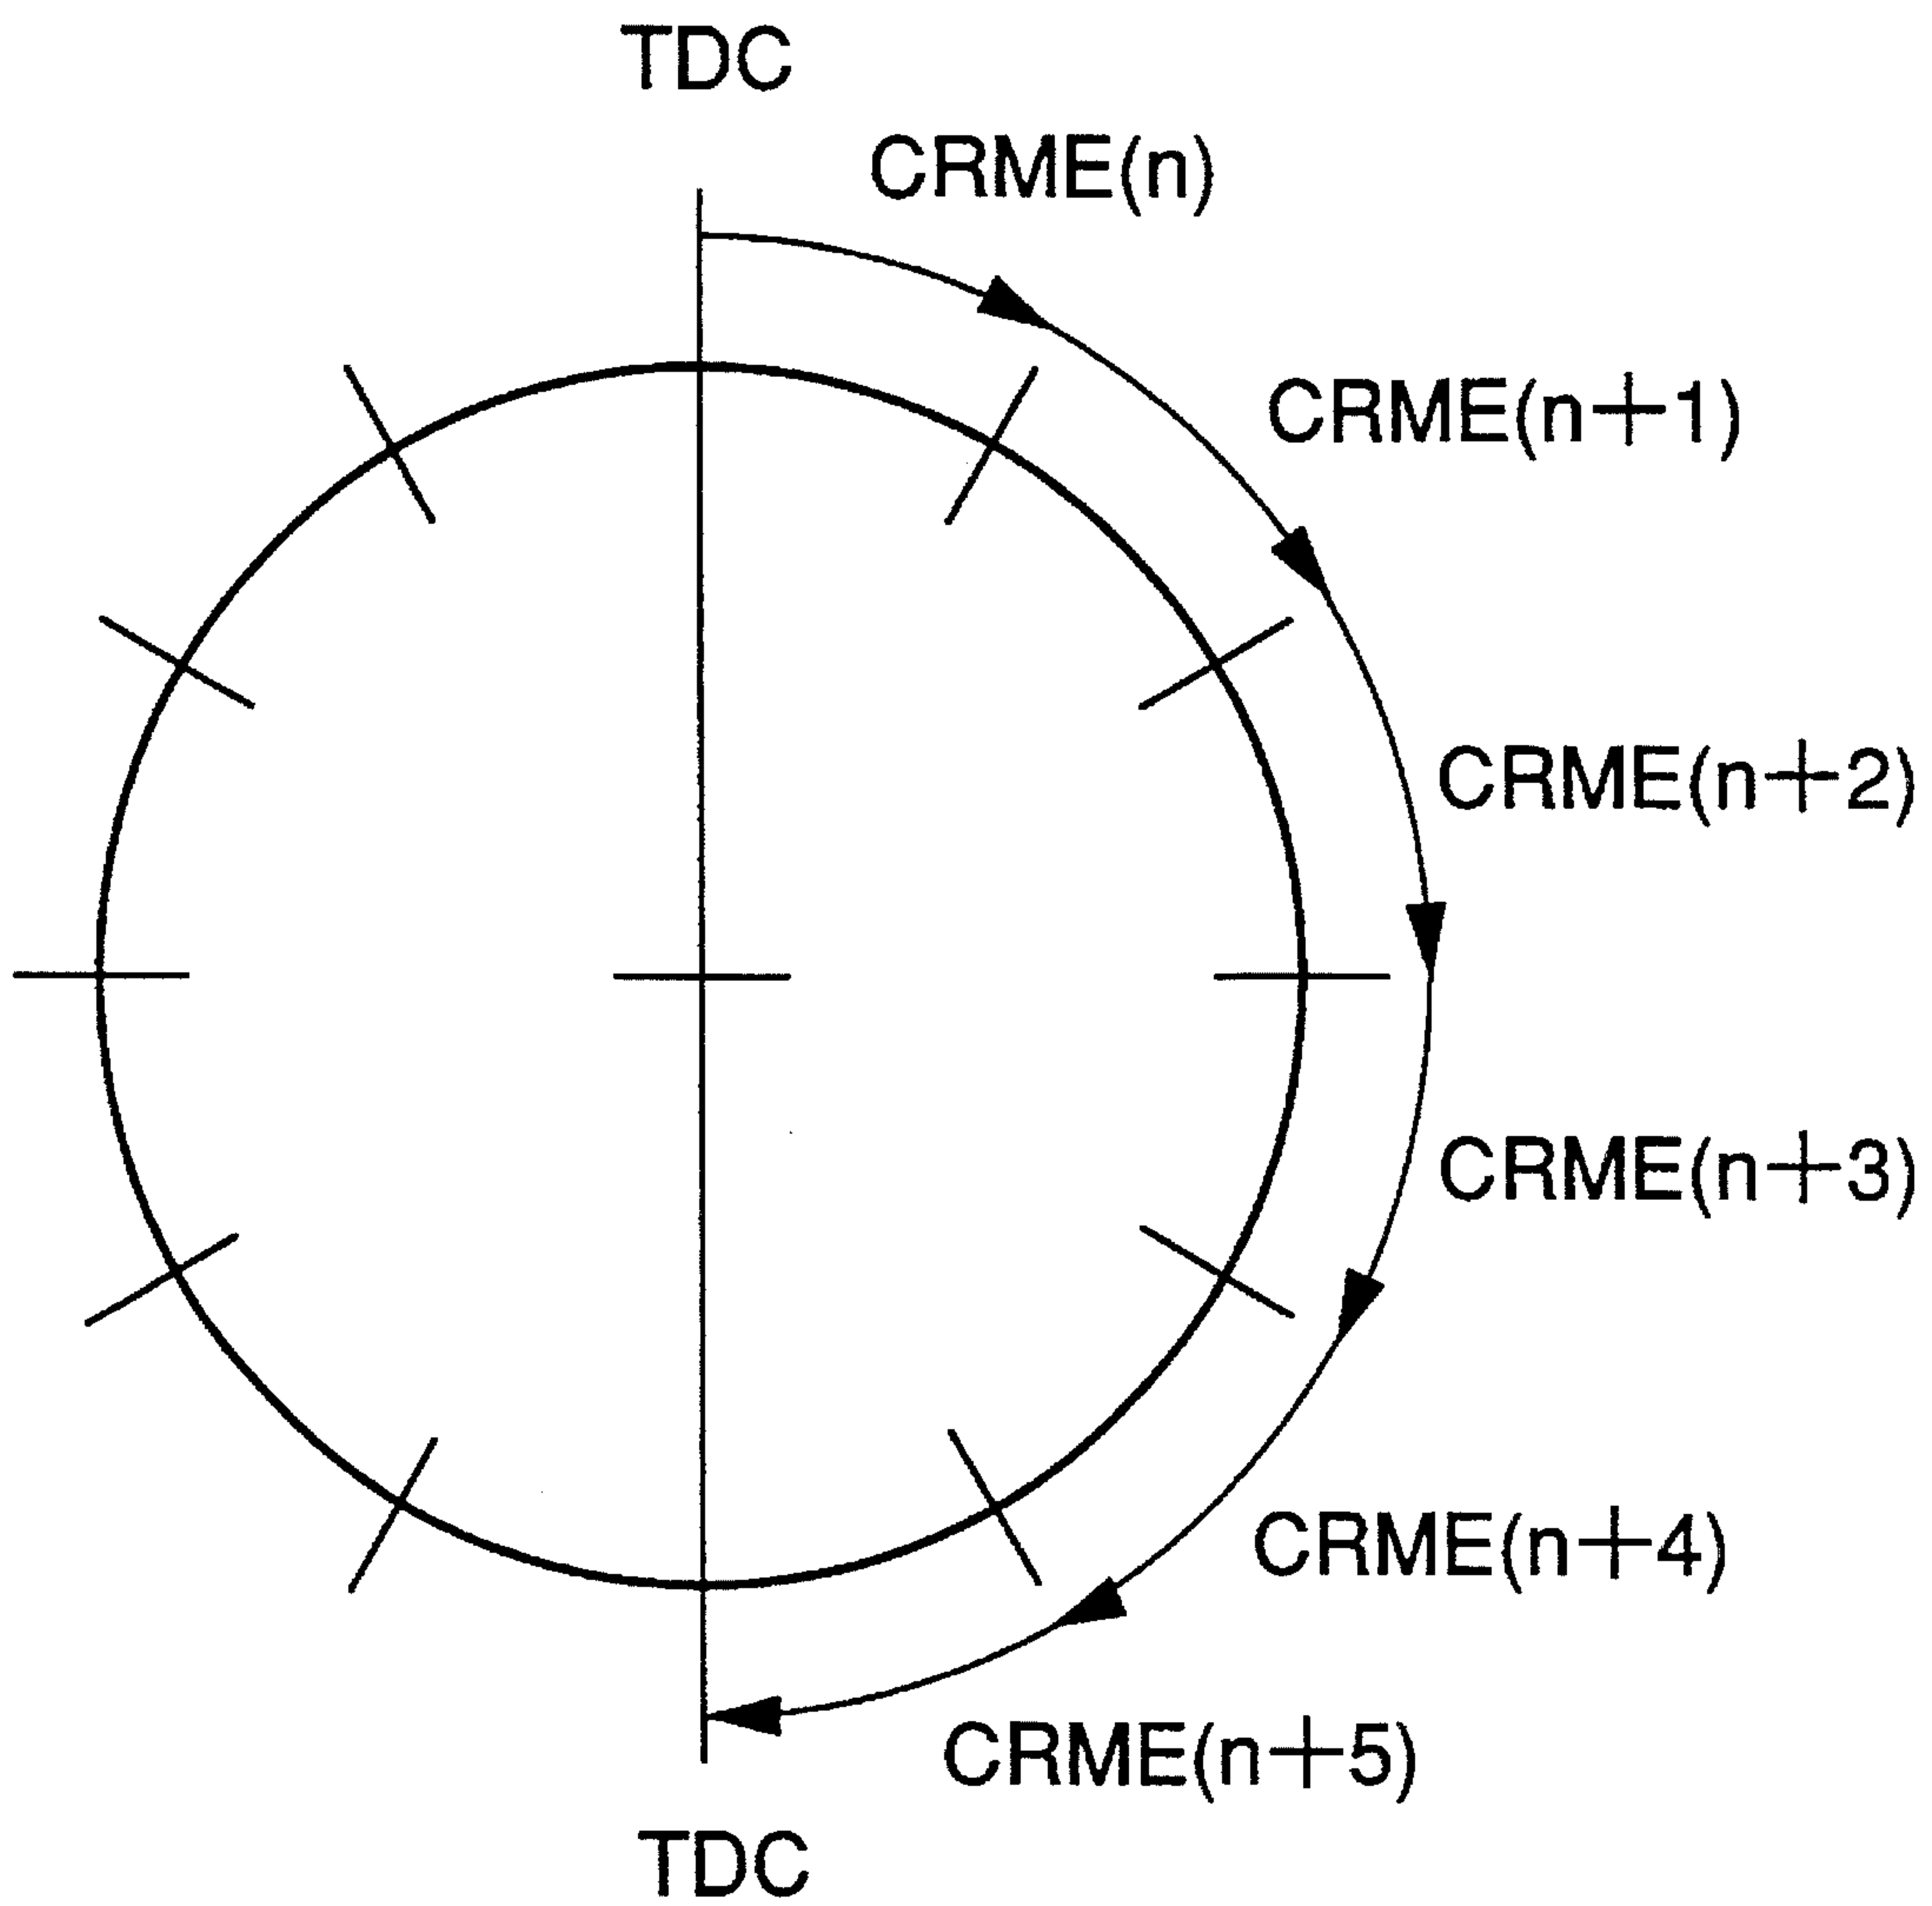 TDC
CRME(n)
CRME(n+1)
CRME(n+2)
CRME(n+3)
CRME(n+4)
CRME(n+5)
TDC